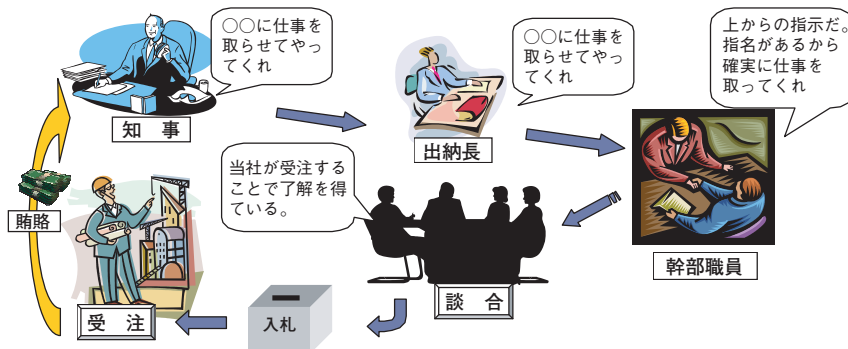 ○○に仕事を
取らせてやっ
てくれ
知　事
○○に仕事を
取らせてやっ
てくれ
出納長
上からの指示だ。
指名があるから
確実に仕事を
取ってくれ
幹部職員
当社が受注する
ことで了解を得
ている。
談　合
入札
受　注
賄賂